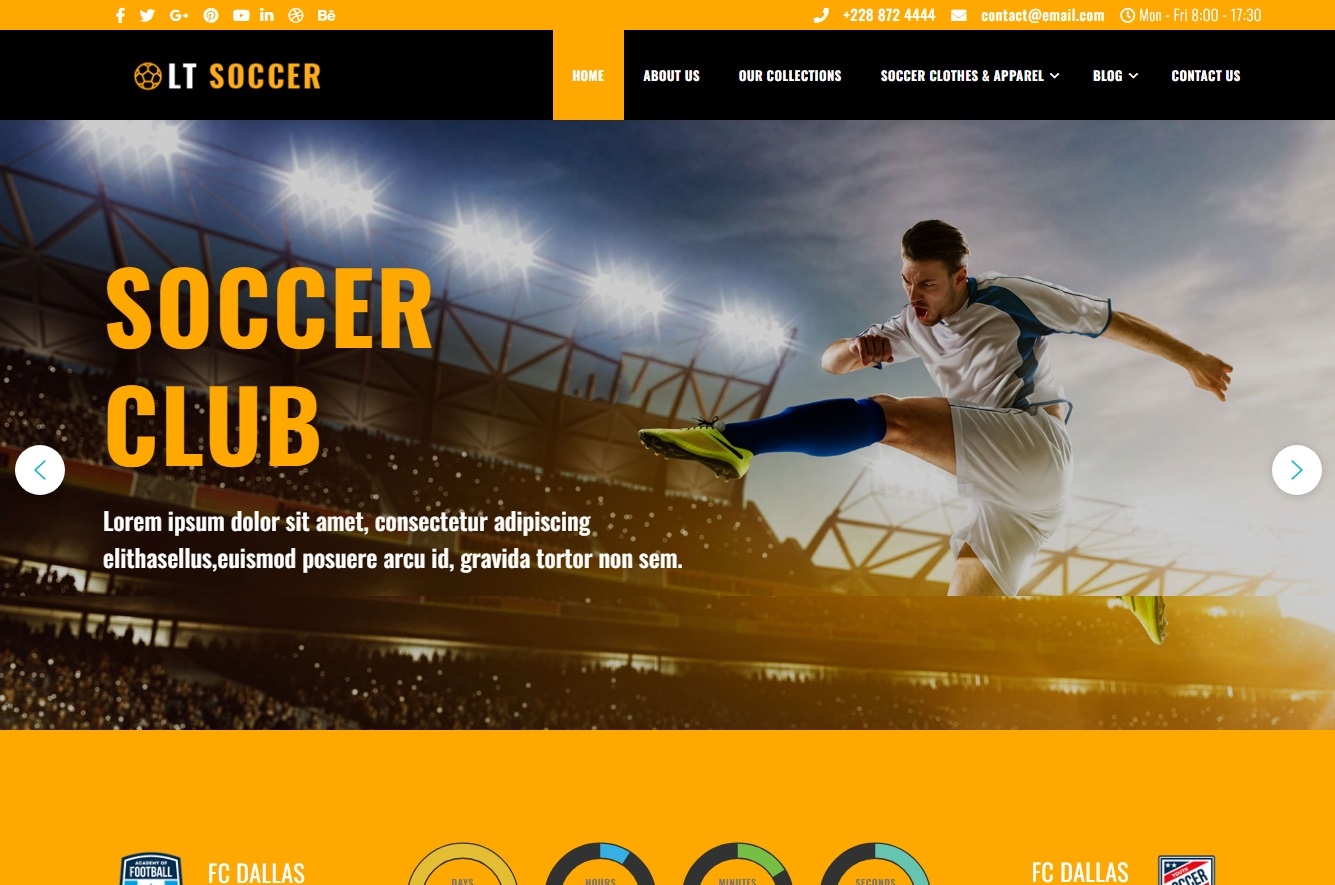 +228 872 4444 contact@email.com Mon - Fri 8:00 - 17:30
LT SOCCER
HOME ABOUT US OUR COLLECTIONS SOCCER CLOTHES & APPAREL BLOG CONTACT US
SOCCER
CLUB
Lorem ipsum dolor sit amet, consectetur adipiscing
elithasellus,euismod posuere arcu id, gravida tortor non sem.
ACADEMY OF
FOOTBALL
FC DALLAS
DAYS
HOURS
MINUTES
SECONDS
FC DALLAS